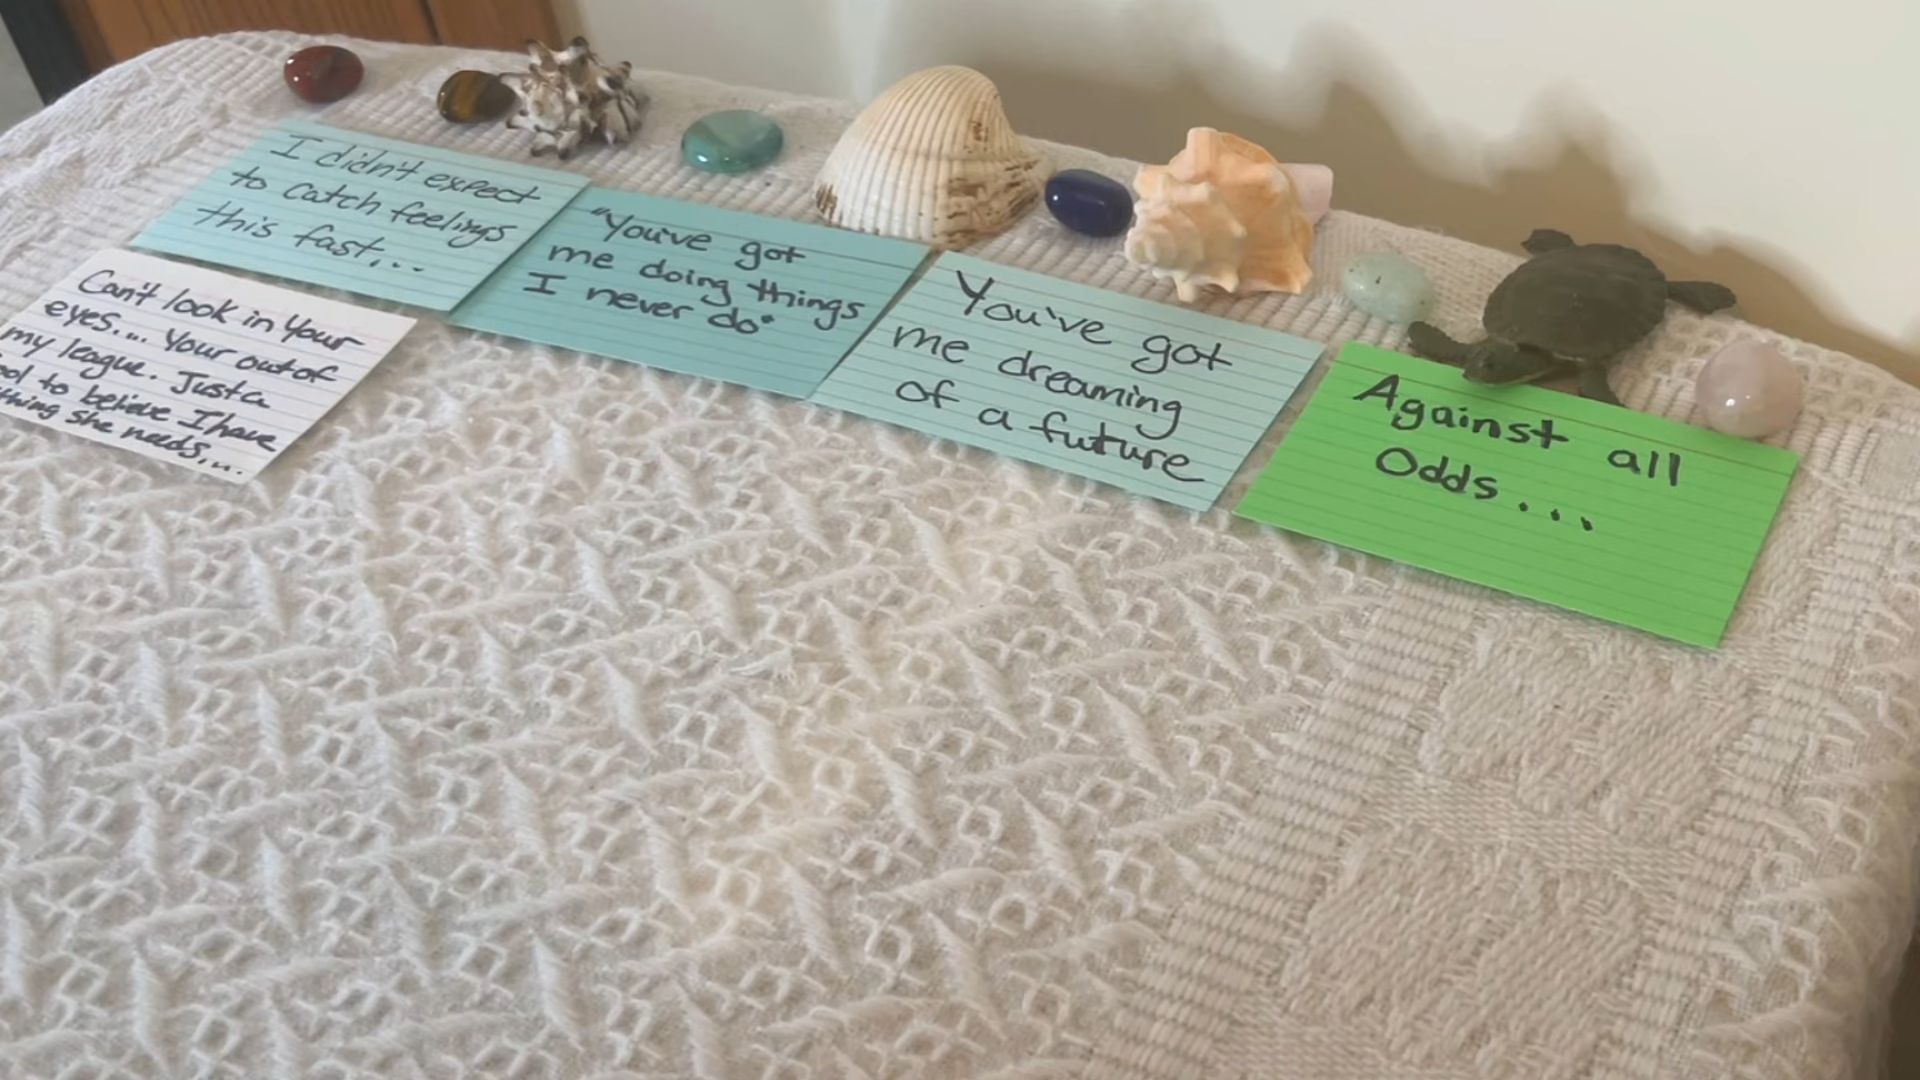 I didn't expect
to catch feelings
this fast...
"You've got
me doing things
I never do"
You've got
me dreaming
of a future
Against all
Odds...
Can't look in Your
eyes.... Your out of
my league. Just a
to believe I have
she needs,...